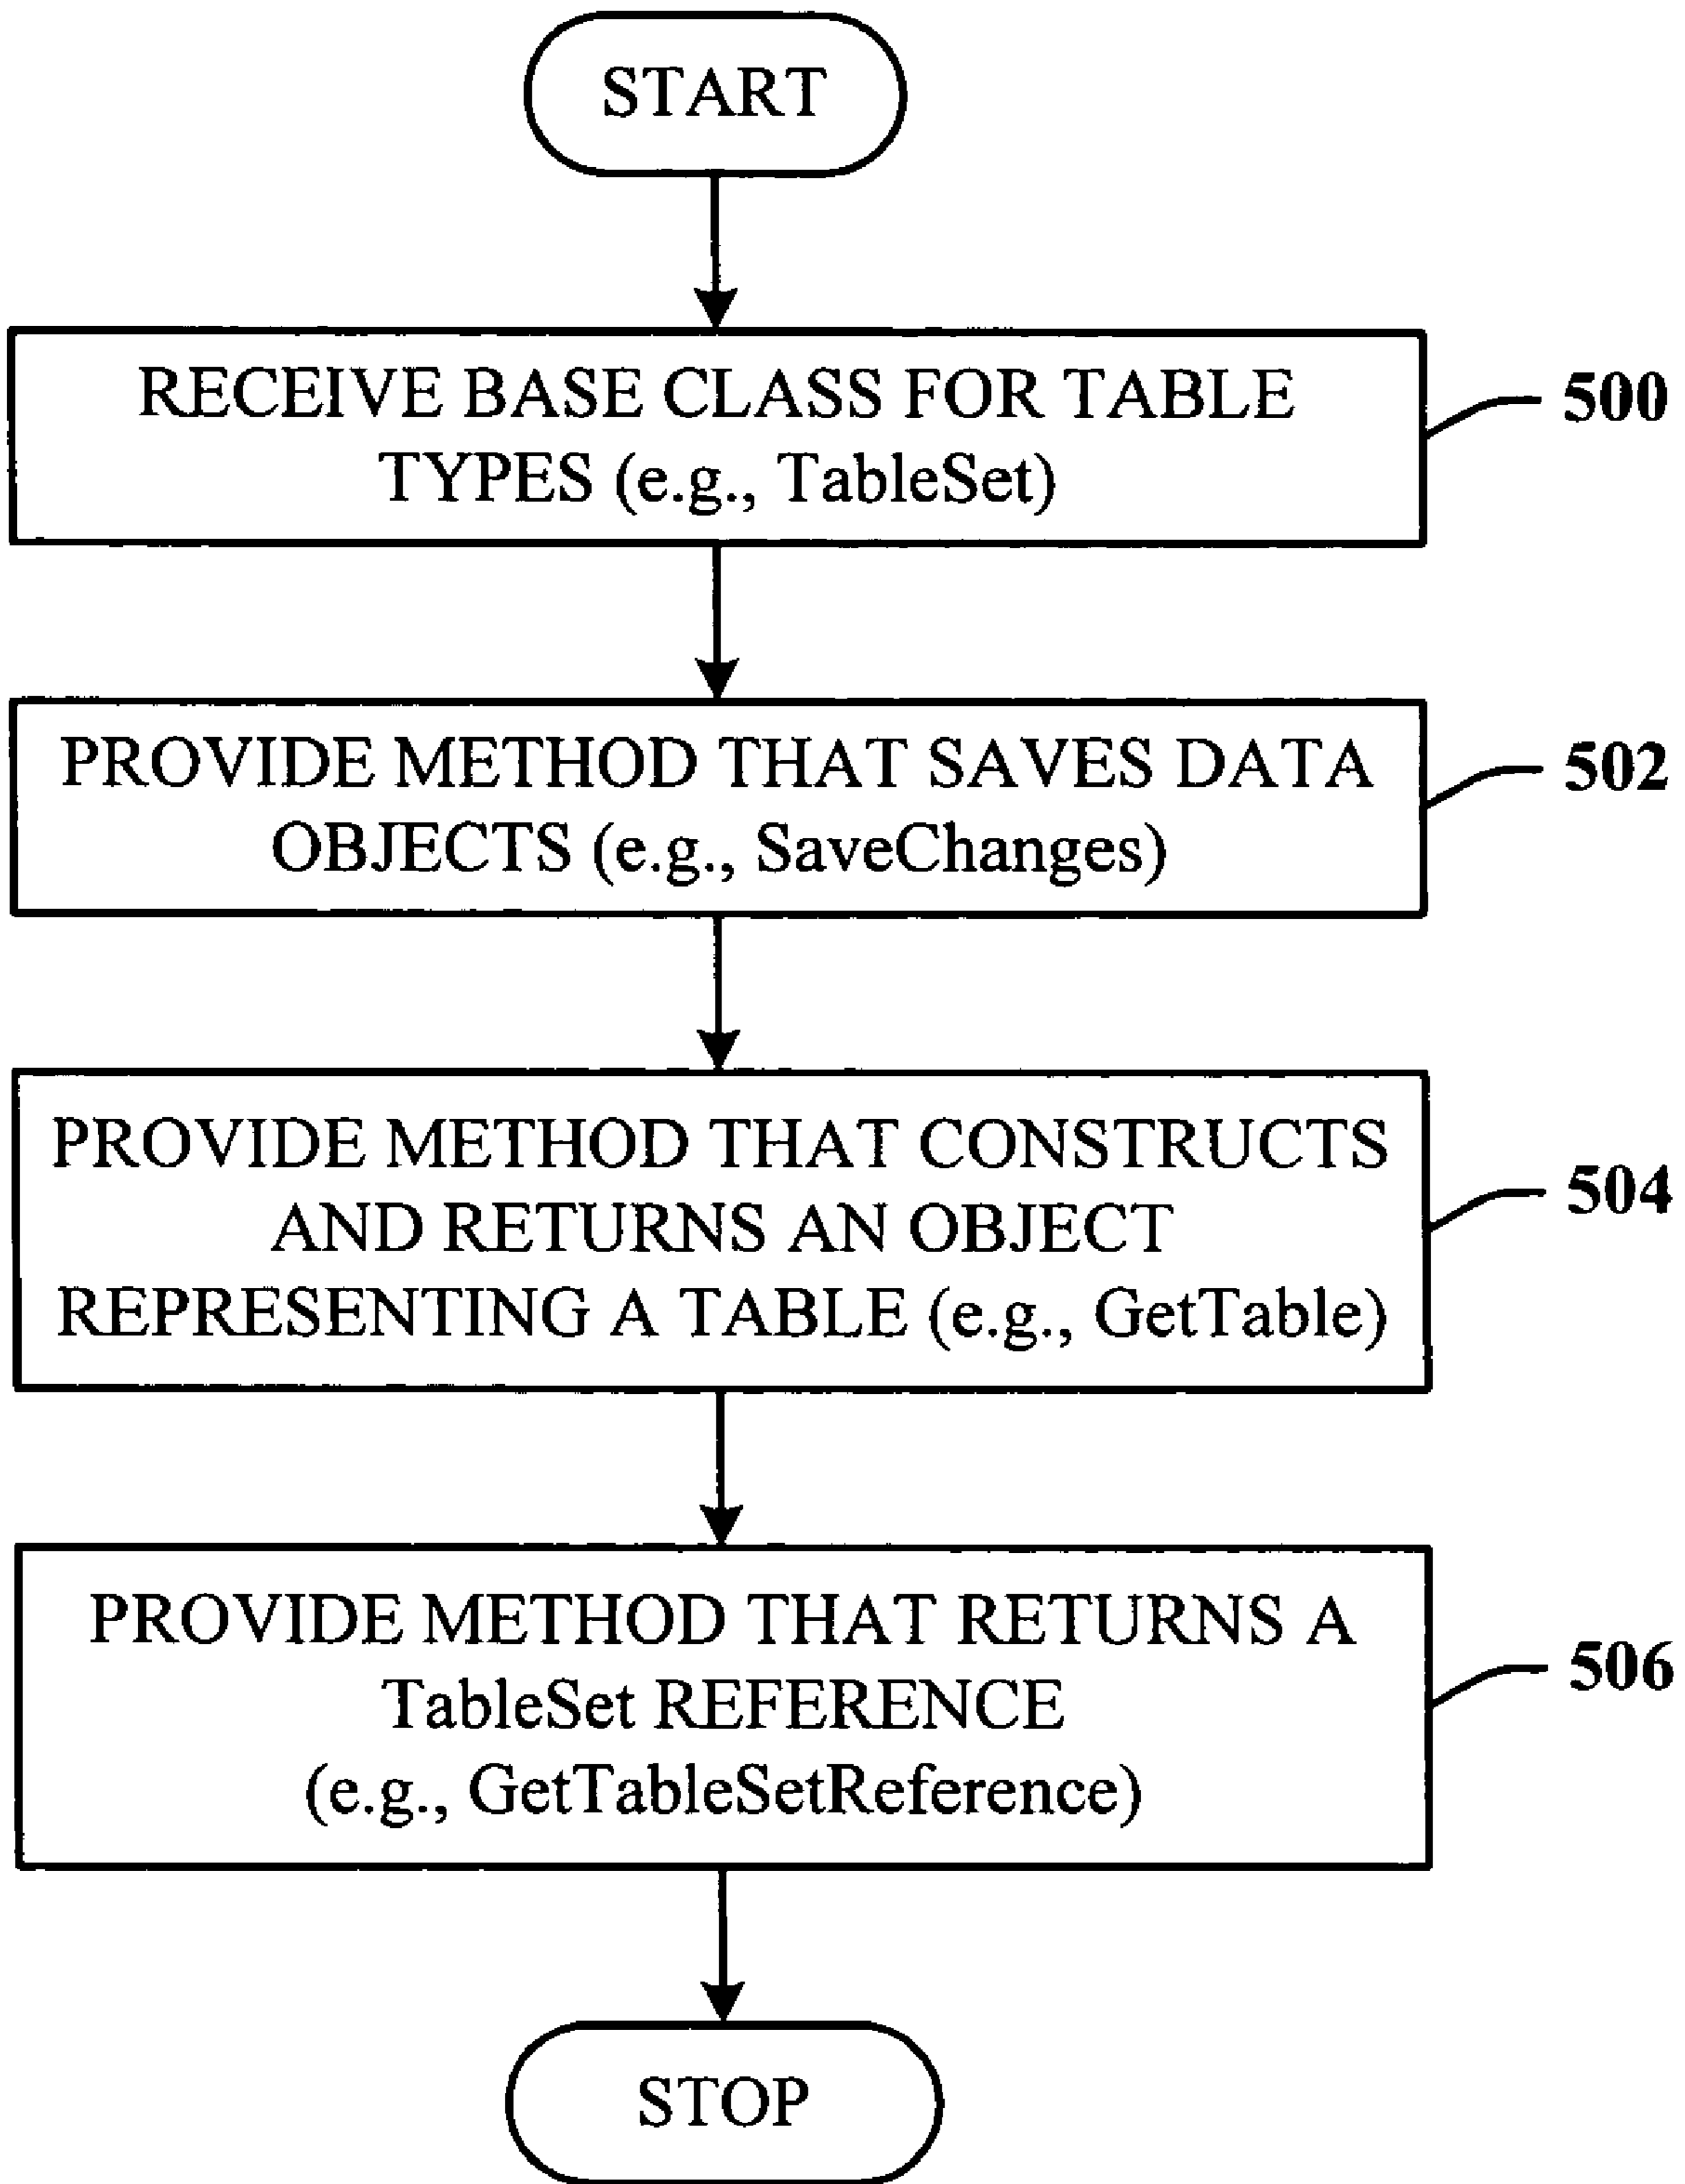 START
RECEIVE BASE CLASS FOR TABLE
TYPES (e.g., TableSet)
500
PROVIDE METHOD THAT SAVES DATA
OBJECTS (e.g., SaveChanges)
502
PROVIDE METHOD THAT CONSTRUCTS
AND RETURNS AN OBJECT
REPRESENTING A TABLE (e.g., GetTable)
504
PROVIDE METHOD THAT RETURNS A
TableSet REFERENCE
(e.g., GetTableSetReference)
506
STOP